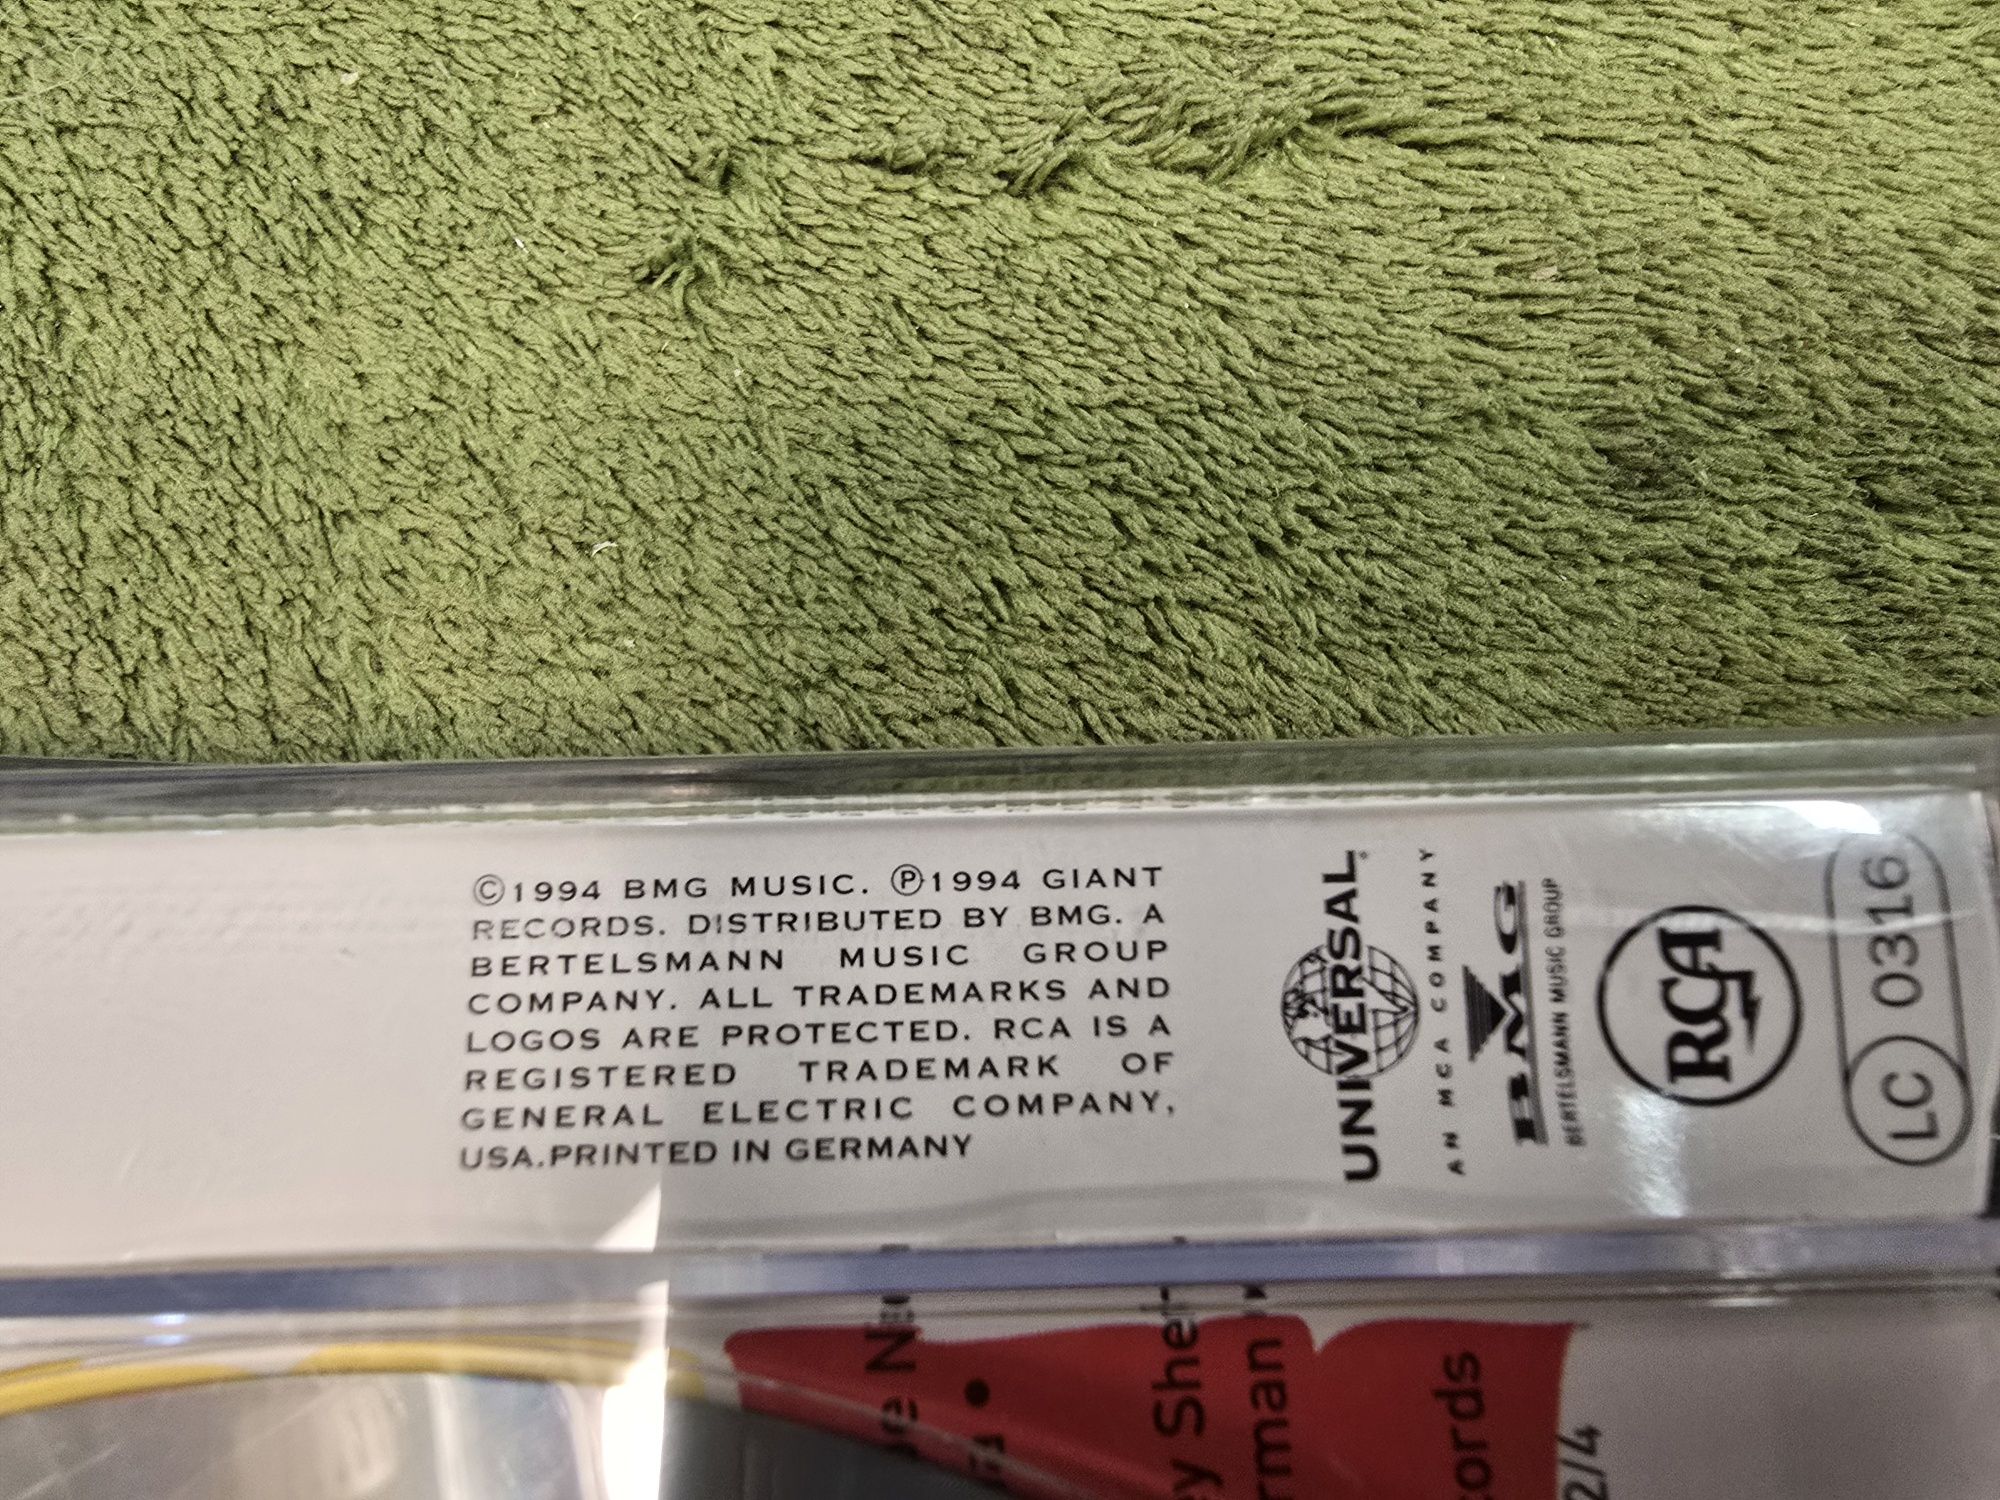 ©1994 BMG MUSIC. ℗1994 GIANT
RECORDS. DISTRIBUTED BY BMG. A
BERTELSMANN MUSIC GROUP
COMPANY. ALL TRADEMARKS AND
LOGOS ARE PROTECTED. RCA IS A
REGISTERED TRADEMARK OF
GENERAL ELECTRIC COMPANY,
USA.PRINTED IN GERMANY
UNIVERSAL
AN MCA COMPANY
BMG
BERTELSMANN MUSIC GROUP
RCA
LC 0316
2/4